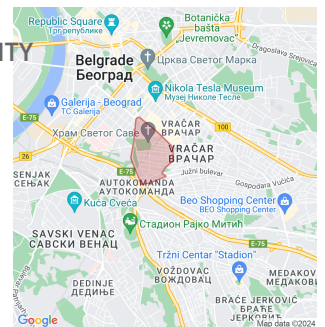 Republic Square
Трг републике
Botanička
bašta
"Jevremovac"
ITY
Belgrade
Београд
Црква Светог Марка
Dragoslava Srejovića
Nikola Tesla Museum
Музеј Николе Тесле
Galerija - Beograd
TC Galerija
E-75
VRAČAR
ВРАЧАР
100
Храм Светог Саве
26
E-75
VRAČAR
ВРАЧАР
Južni bulevar
Gospodara Vučića
SENJAK
СЕЊАК
AUTOKOMANDA
АУТОКОМАНДА
Kuća Cveća
Beo Shopping Center
BEO Shopping Center
Стадион Рајко Митић
E-75
SAVSKI VENAC
САВСКИ ВЕНАЦ
Tržni Centar "Stadion"
VOŽDOVAC
ВОЖДОВАЦ
MEDAKOV
МЕДАКОВ
DEDINJE
ДЕДИЊЕ
BRAĆE JERKOVIĆ
БРАЋЕ
ЈЕРКОВИЋ
Google
Map data ©2024